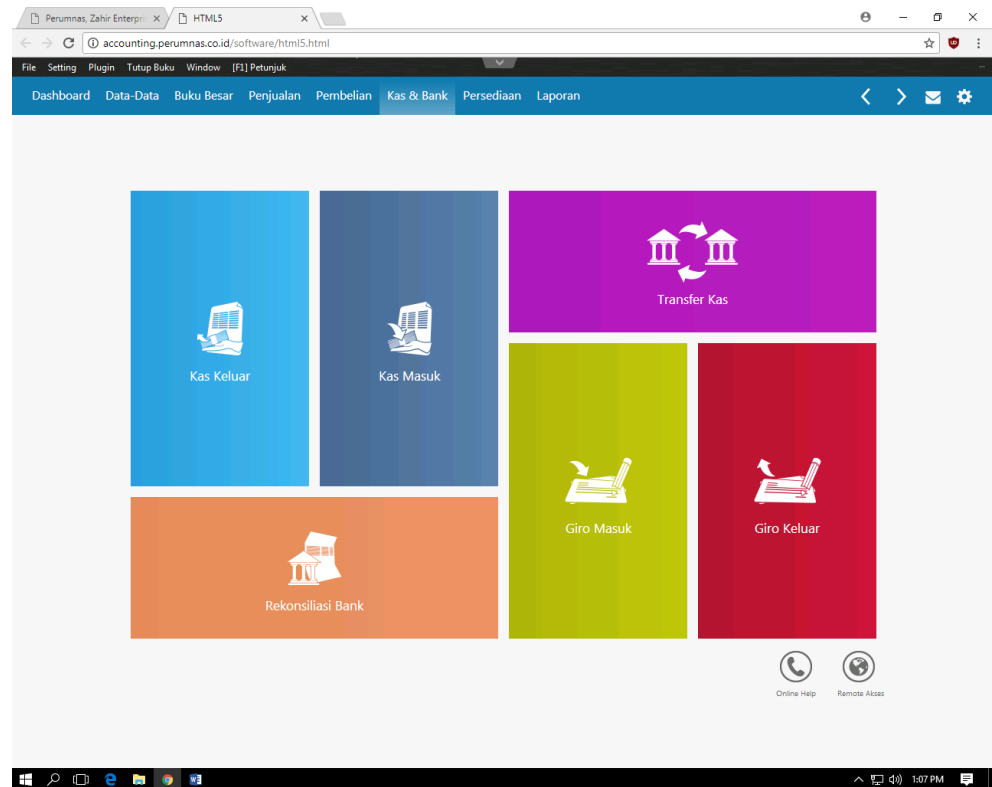 Perumnas, Zahir Enterpri
HTML5
accounting.perumnas.co.id/software/html5.html
File Setting Plugin Tutup Buku Window [F1] Petunjuk
Dashboard Data-Data Buku Besar Penjualan Pembelian Kas & Bank Persediaan Laporan
Transfer Kas
Kas Keluar
Kas Masuk
Giro Masuk
Giro Keluar
Rekonsiliasi Bank
Online Help
Remote Akses
1:07 PM